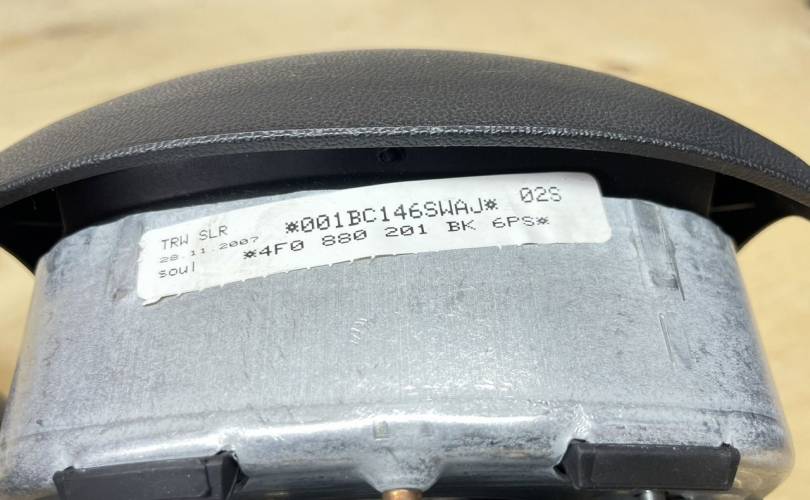 TRW SLR *001BC146SWAJ* 02S
28.11.2007 *4F0 880 201 BK 6PS*
soul